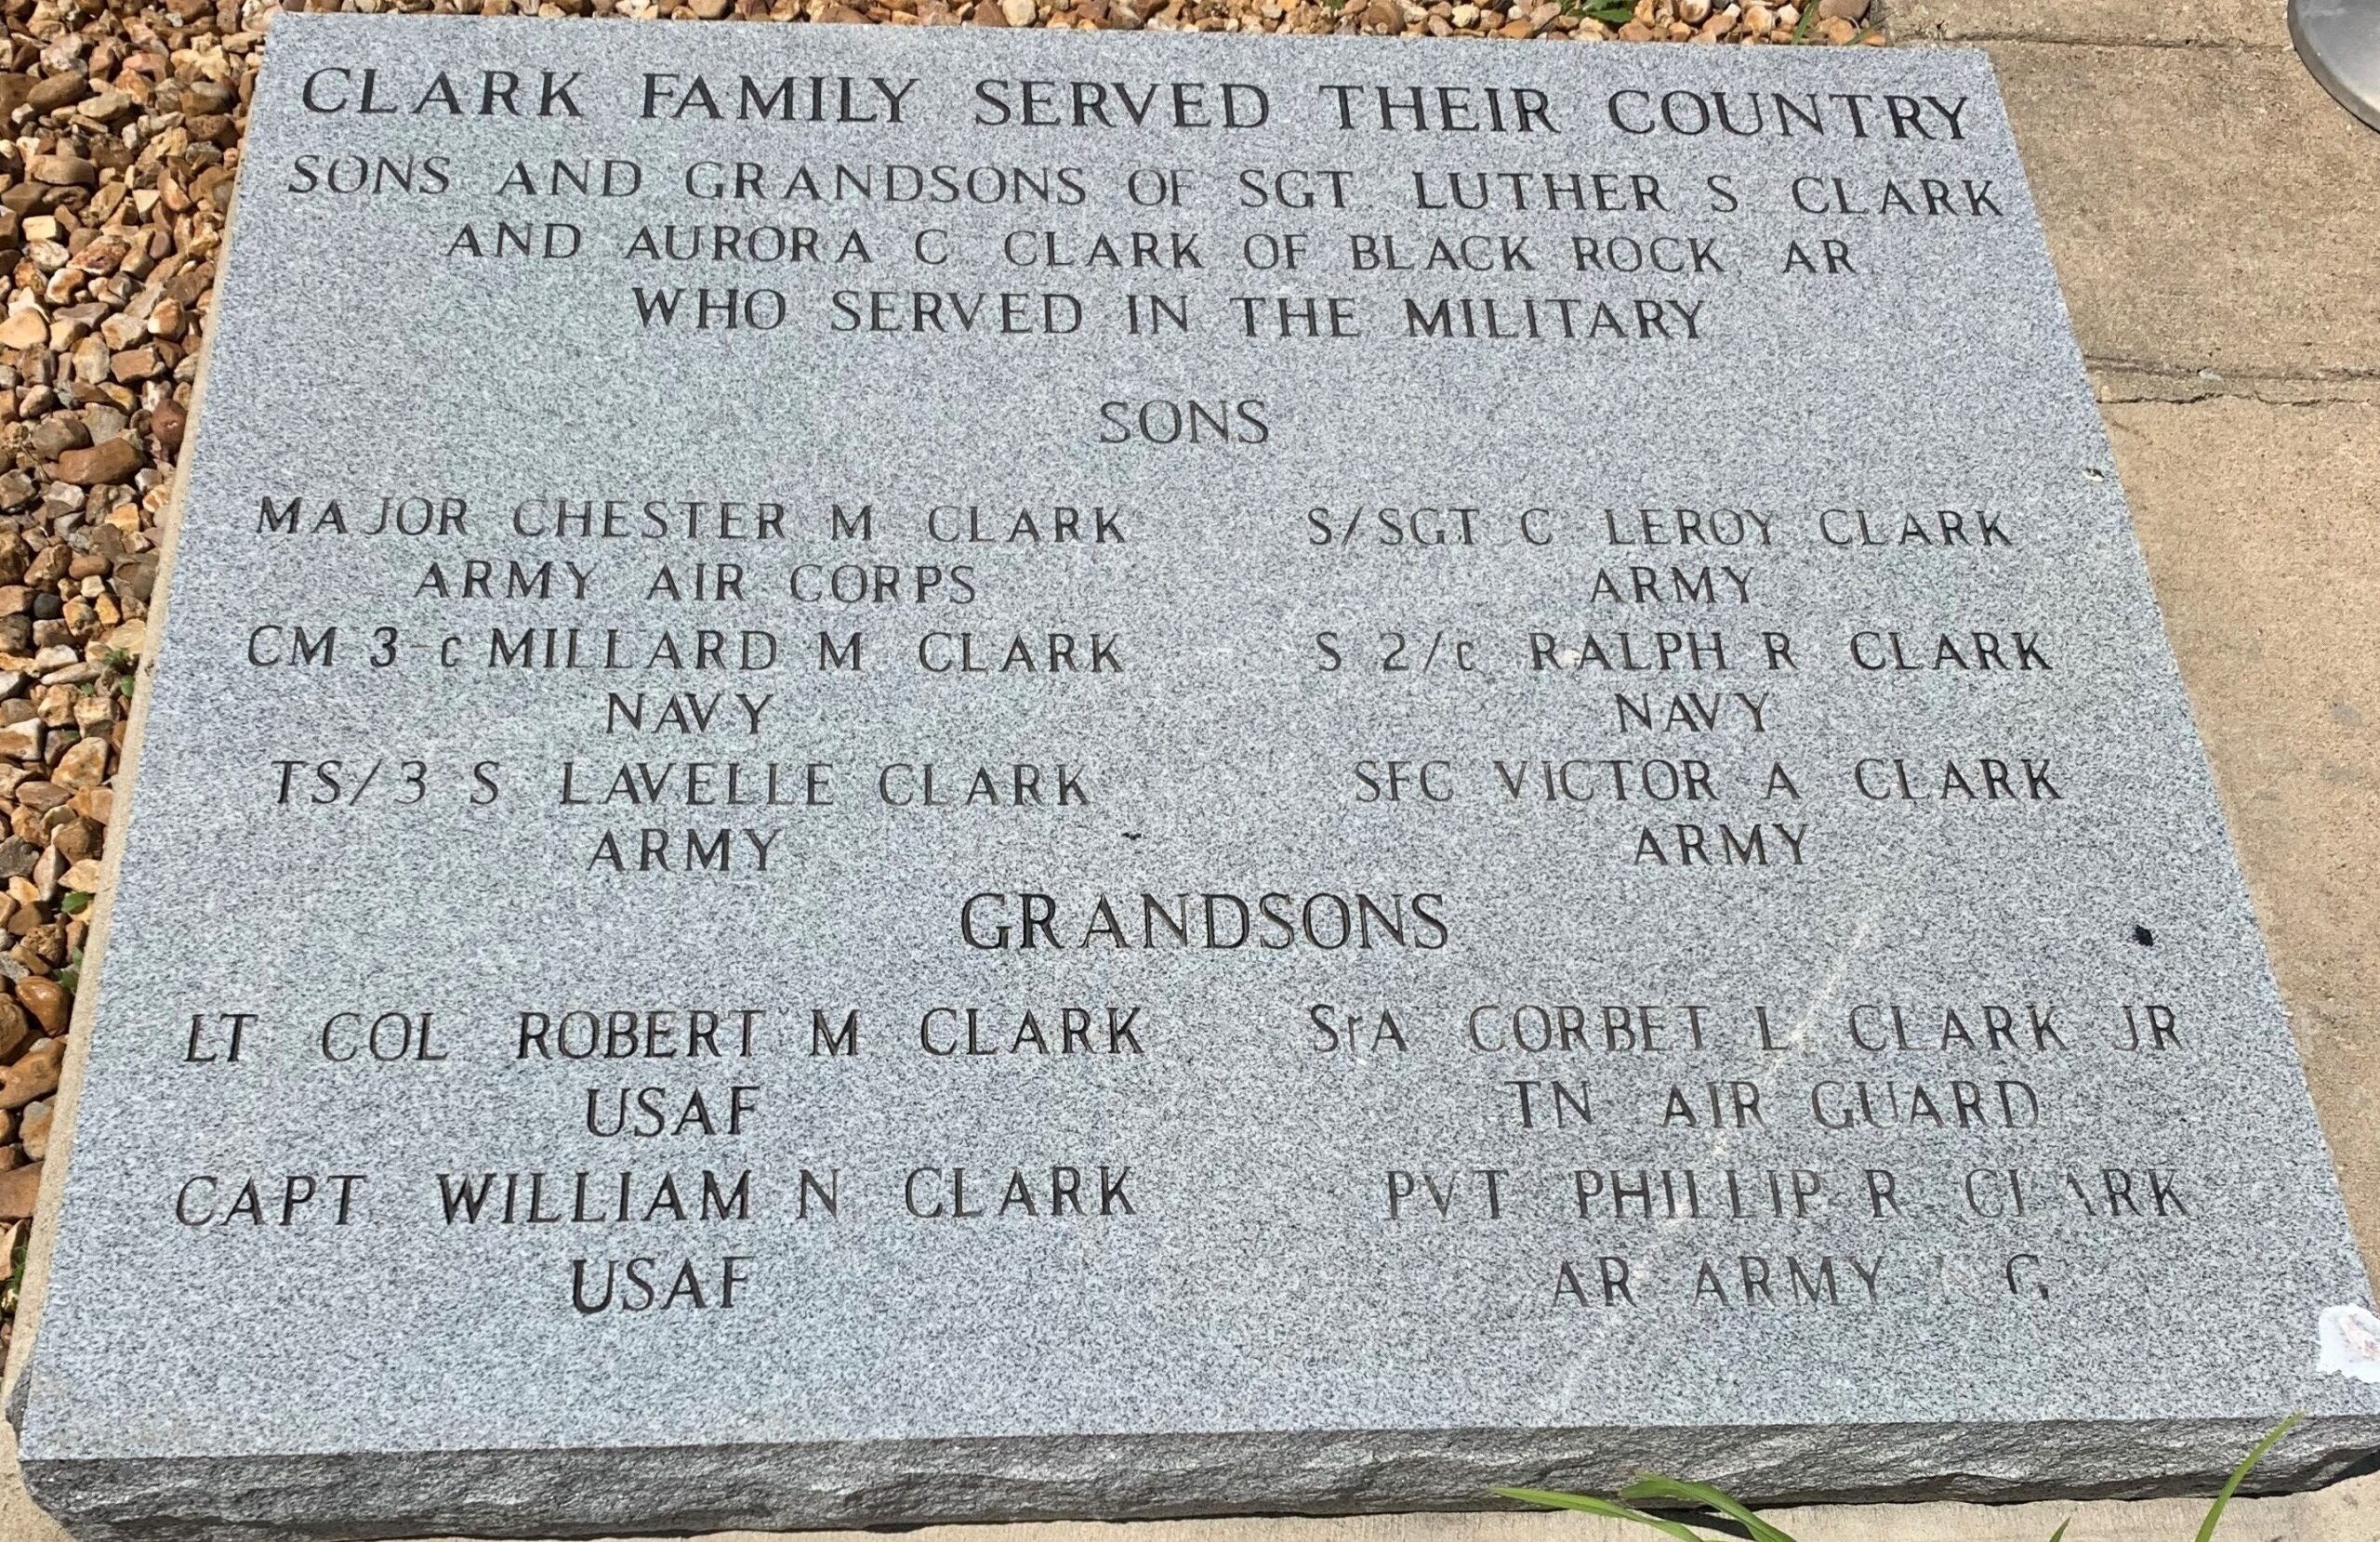 CLARK FAMILY SERVED THEIR COUNTRY
SONS AND GRANDSONS OF SGT. LUTHER S. CLARK
AND AURORA C. CLARK OF BLACK ROCK, AR.
WHO SERVED IN THE MILITARY
SONS
MAJOR CHESTER M. CLARK
ARMY AIR CORPS
CM 3-c MILLARD M. CLARK
NAVY
TS/3 S. LAVELLE CLARK
ARMY
S/SGT C. LEROY CLARK
ARMY
S 2/c RALPH R. CLARK
NAVY
SFC VICTOR A. CLARK
ARMY
GRANDSONS
LT COL ROBERT M CLARK
USAF
CAPT WILLIAM N CLARK
USAF
SrA CORBET L. CLARK JR
TN AIR GUARD
PVT PHILLIP R. CLARK
AR ARMY G